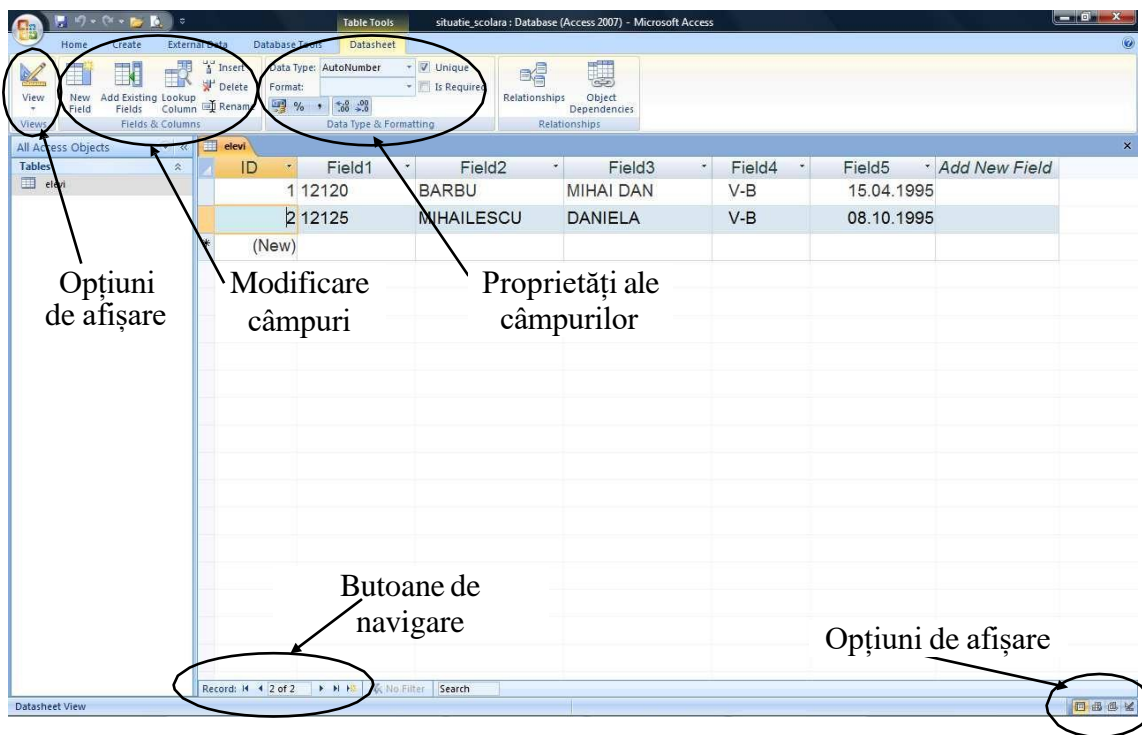 Table Tools situatie_scolara : Database (Access 2007) - Microsoft Access
Home Create External Data Database Tools Datasheet
View
Views
New Field
Add Existing Fields
Lookup Column
Insert
Delete
Rename
Fields & Columns
Data Type: AutoNumber
Format:
% , .00 .0 .00 .0
Unique
Is Required
Data Type & Formatting
Relationships
Object Dependencies
Relationships
All Access Objects «
Tables
elevi
elevi
ID Field1 Field2 Field3 Field4 Field5 Add New Field
1 12120 BARBU MIHAI DAN V-B 15.04.1995
2 12125 MIHAILESCU DANIELA V-B 08.10.1995
* (New)
Opțiuni
de afișare
Modificare
câmpuri
Proprietăți ale
câmpurilor
Butoane de
navigare
Opțiuni de afișare
Record: 2 of 2 No Filter Search
Datasheet View